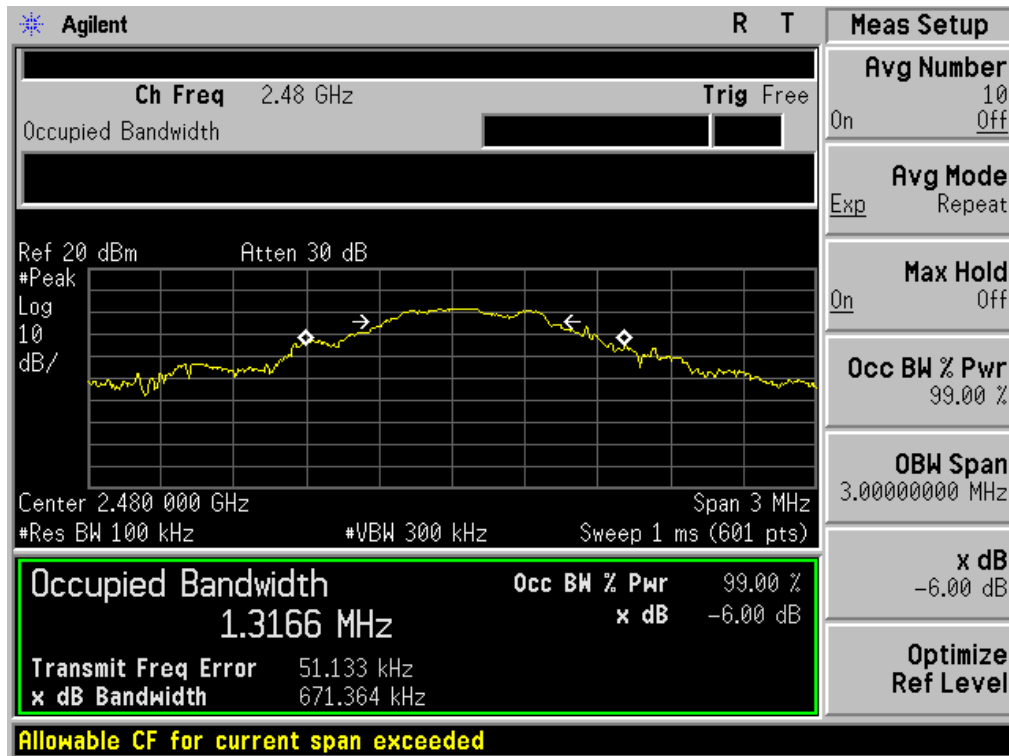 Agilent R T
Ch Freq 2.48 GHz Trig Free
Occupied Bandwidth
Ref 20 dBm Atten 30 dB
#Peak
Log
10
dB/
Center 2.480 000 GHz Span 3 MHz
#Res BW 100 kHz #VBW 300 kHz Sweep 1 ms (601 pts)
Occupied Bandwidth Occ BW % Pwr 99.00 %
1.3166 MHz x dB -6.00 dB
Transmit Freq Error 51.133 kHz
x dB Bandwidth 671.364 kHz
Allowable CF for current span exceeded
Meas Setup
Avg Number
10
On Off
Avg Mode
Exp Repeat
Max Hold
On Off
Occ BW % Pwr
99.00 %
OBW Span
3.00000000 MHz
x dB
-6.00 dB
Optimize
Ref Level